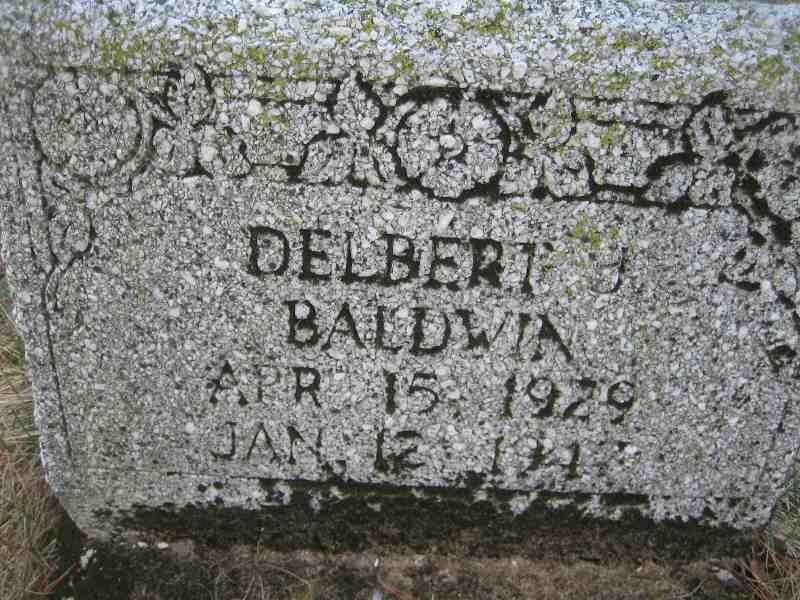 DELBERT J
BALDWIN
APR. 15. 1929
JAN. 12.